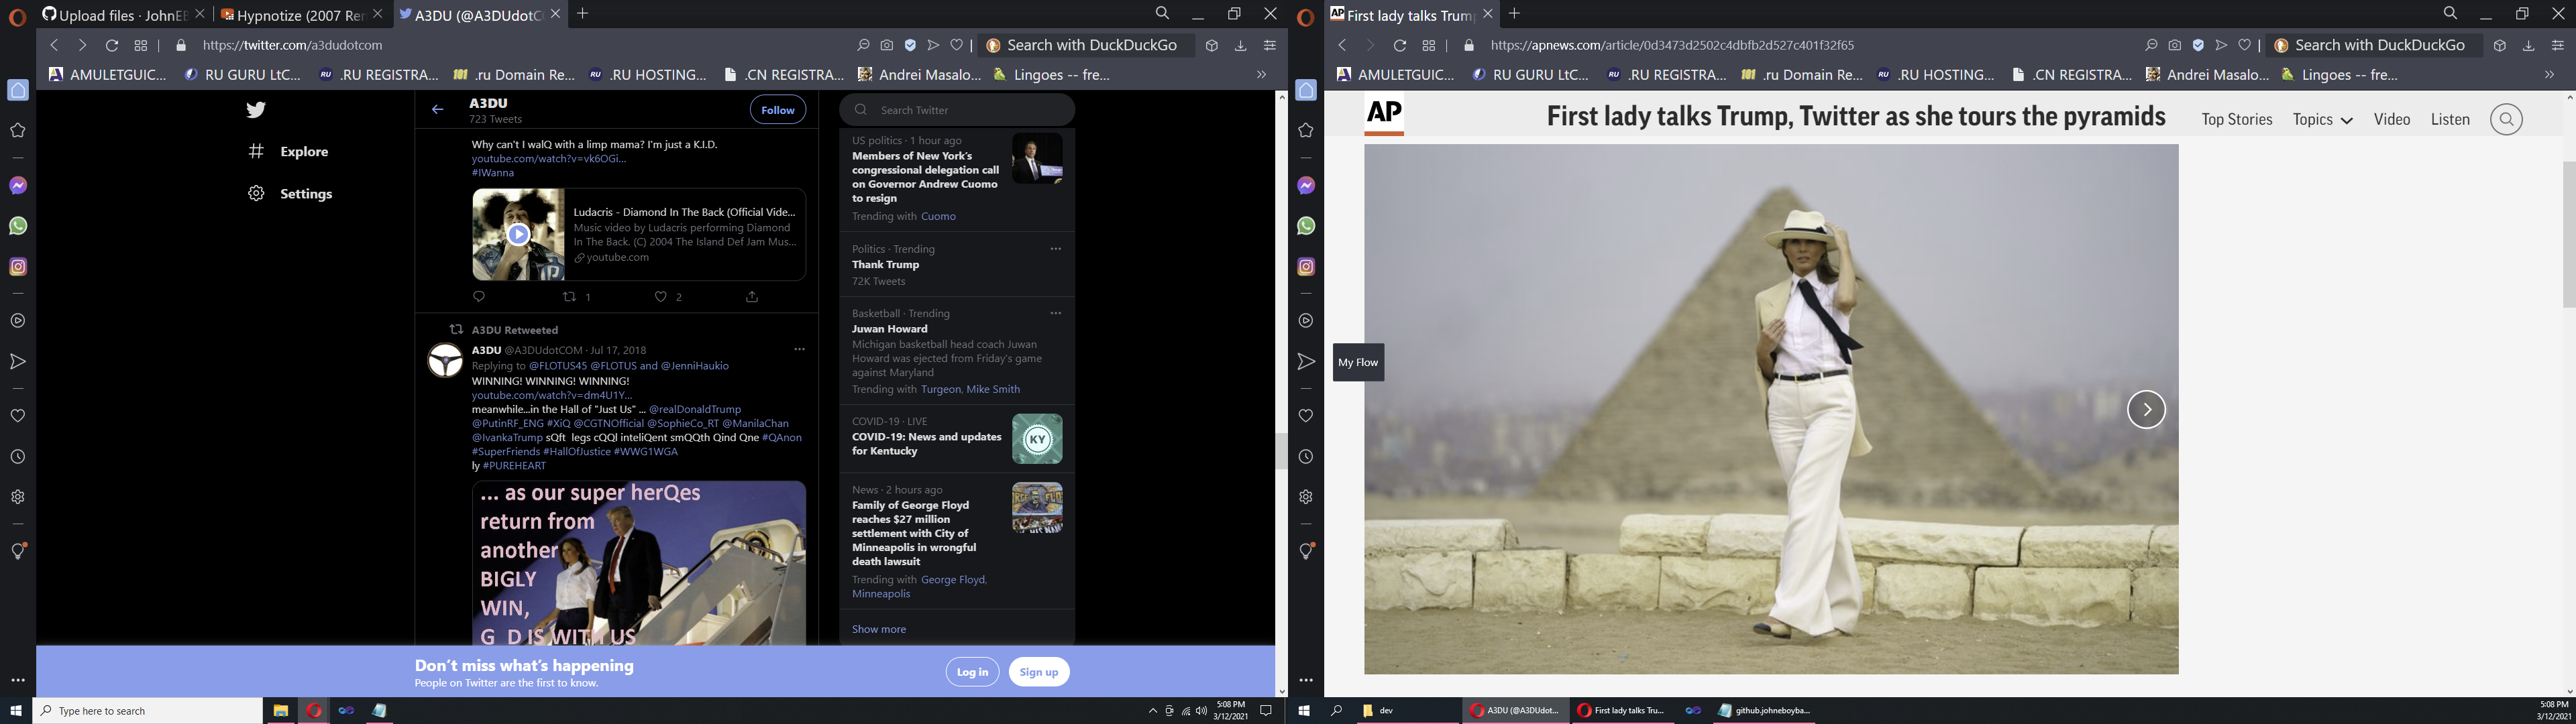 Upload files · JohnEB
Hypnotize (2007 Rem
A3DU (@A3DUdotCO
https://twitter.com/a3dudotcom
Search with DuckDuckGo
AMULETGUIC...
RU GURU LtC...
.RU REGISTRA...
.ru Domain Re...
.RU HOSTING...
.CN REGISTRA...
Andrei Masalo...
Lingoes -- fre...
Explore
Settings
A3DU
723 Tweets
Follow
Why can't I walQ with a limp mama? I'm just a K.I.D.
youtube.com/watch?v=vk6OGi...
#IWanna
Ludacris - Diamond In The Back (Official Vide...
Music video by Ludacris performing Diamond
In The Back. (C) 2004 The Island Def Jam Mus...
youtube.com
1
2
A3DU Retweeted
A3DU @A3DUdotCOM · Jul 17, 2018
Replying to @FLOTUS45 @FLOTUS and @JenniHaukio
WINNING! WINNING! WINNING!
youtube.com/watch?v=dm4U1Y...
meanwhile...in the Hall of "Just Us" ... @realDonaldTrump
@PutinRF_ENG #XiQ @CGTNOfficial @SophieCo_RT @ManilaChan
@IvankaTrump sQft legs cQQl inteliQent smQQth Qind Qne #QAnon
#SuperFriends #HallOfJustice #WWG1WGA
ly #PUREHEART
... as our super herQes
return from
another
BIGLY
WIN,
G_D IS WITH US
Search Twitter
US politics · 1 hour ago
Members of New York's
congressional delegation call
on Governor Andrew Cuomo
to resign
Trending with Cuomo
Politics · Trending
Thank Trump
72K Tweets
Basketball · Trending
Juwan Howard
Michigan basketball head coach Juwan
Howard was ejected from Friday's game
against Maryland
Trending with Turgeon, Mike Smith
COVID-19 · LIVE
COVID-19: News and updates
for Kentucky
KY
News · 2 hours ago
Family of George Floyd
reaches $27 million
settlement with City of
Minneapolis in wrongful
death lawsuit
Trending with George Floyd,
Minneapolis
Show more
Don't miss what's happening
People on Twitter are the first to know.
Log in
Sign up
Type here to search
5:08 PM
3/12/2021
AP First lady talks Trump
https://apnews.com/article/0d3473d2502c4dbfb2d527c401f32f65
Search with DuckDuckGo
AMULETGUIC...
RU GURU LtC...
.RU REGISTRA...
.ru Domain Re...
.RU HOSTING...
.CN REGISTRA...
Andrei Masalo...
Lingoes -- fre...
AP
First lady talks Trump, Twitter as she tours the pyramids
Top Stories
Topics
Video
Listen
My Flow
dev
A3DU (@A3DUdot...
First lady talks Tru...
github.johneboyba...
5:08 PM
3/12/2021